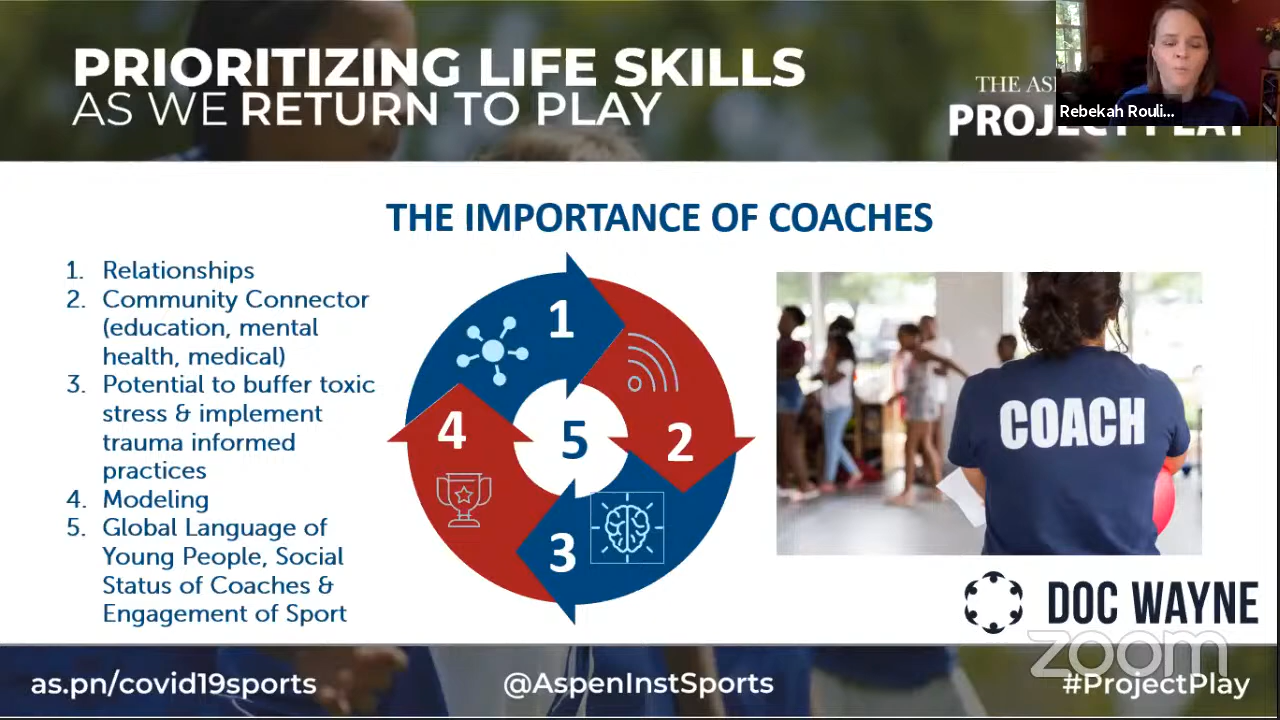 PRIORITIZING LIFE SKILLS
AS WE RETURN TO PLAY
THE
PROJECT PLAY
Rebekah Rouli...
THE IMPORTANCE OF COACHES
1. Relationships
2. Community Connector
(education, mental
health, medical)
3. Potential to buffer toxic
stress & implement
trauma informed
practices
4. Modeling
5. Global Language of
Young People, Social
Status of Coaches &
Engagement of Sport
1
2
3
4
5
COACH
DOC WAYNE
zoom
as.pn/covid19sports
@AspenInstSports
#ProjectPlay